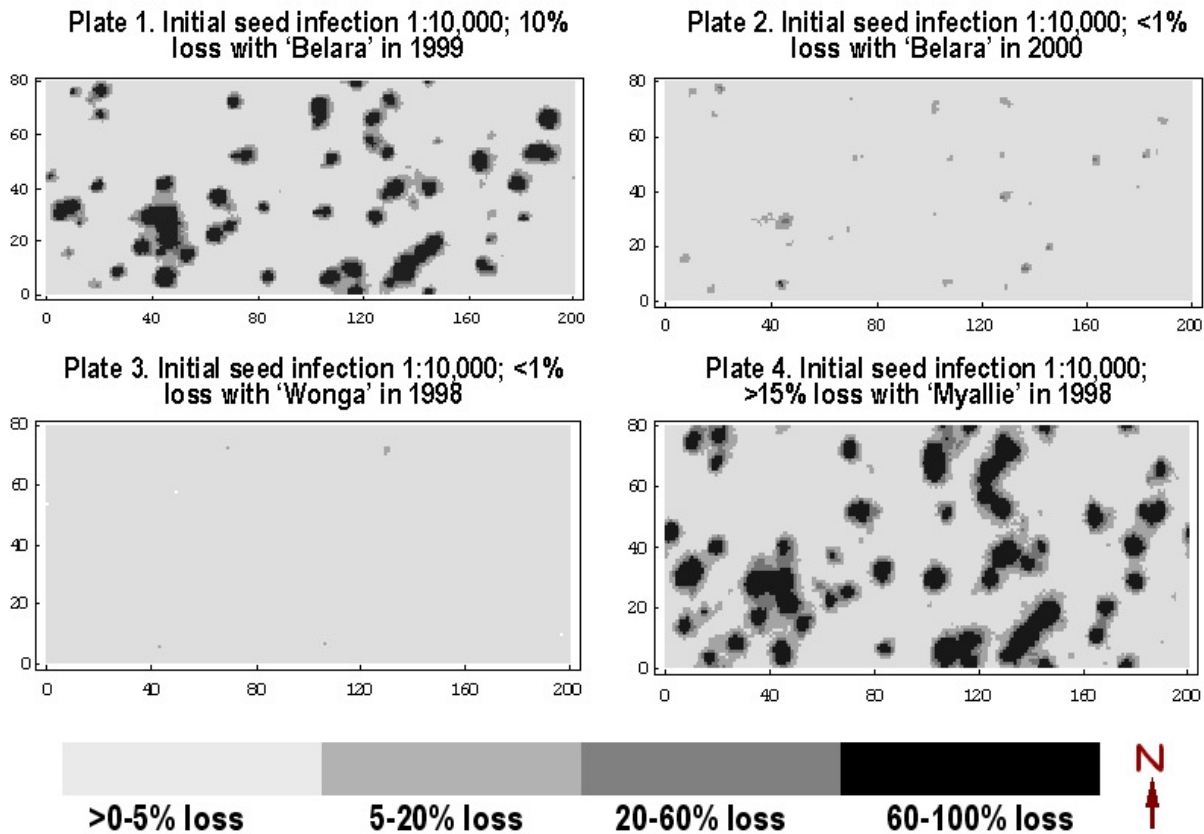 Plate 1. Initial seed infection 1:10,000; 10%
loss with ‘Belara’ in 1999
80
60
40
20
0
0 40 80 120 160 200
Plate 2. Initial seed infection 1:10,000; <1%
loss with ‘Belara’ in 2000
80
60
40
20
0
0 40 80 120 160 200
Plate 3. Initial seed infection 1:10,000; <1%
loss with ‘Wonga’ in 1998
80
60
40
20
0
0 40 80 120 160 200
Plate 4. Initial seed infection 1:10,000;
>15% loss with ‘Myallie’ in 1998
80
60
40
20
0
0 40 80 120 160 200
>0-5% loss 5-20% loss 20-60% loss 60-100% loss
N